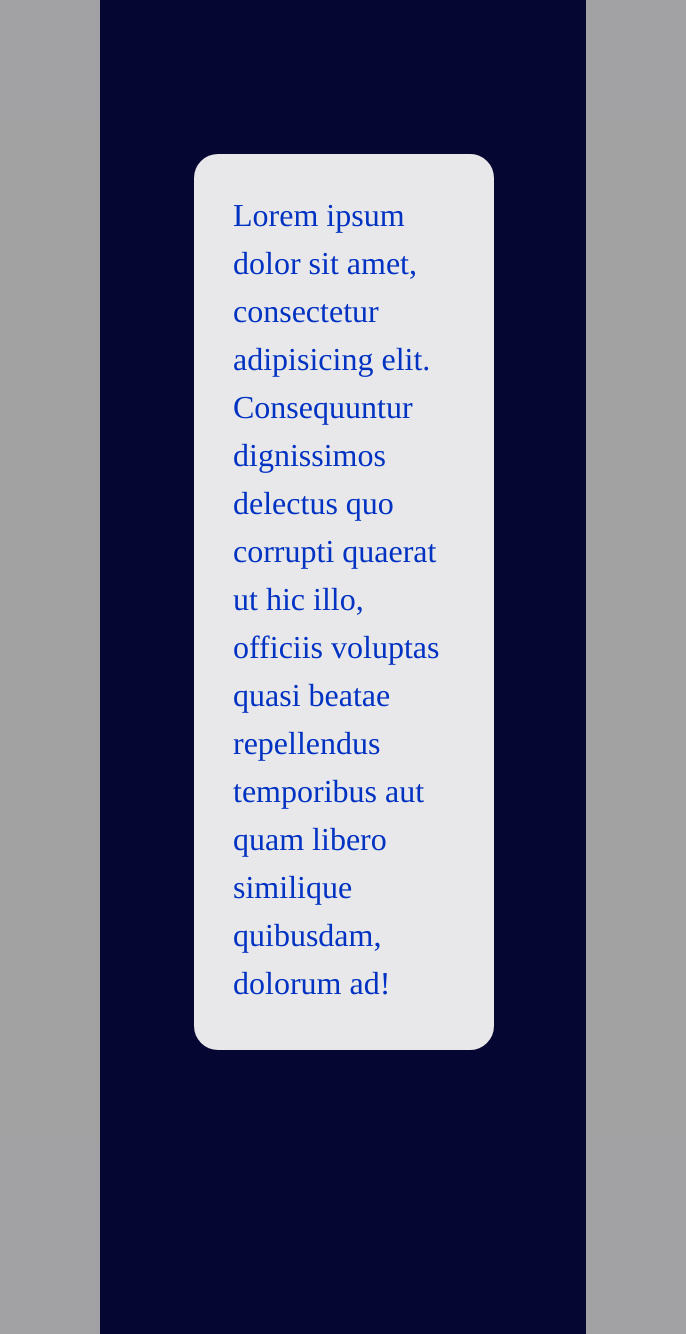 Lorem ipsum
dolor sit amet,
consectetur
adipisicing elit.
Consequuntur
dignissimos
delectus quo
corrupti quaerat
ut hic illo,
officiis voluptas
quasi beatae
repellendus
temporibus aut
quam libero
similique
quibusdam,
dolorum ad!